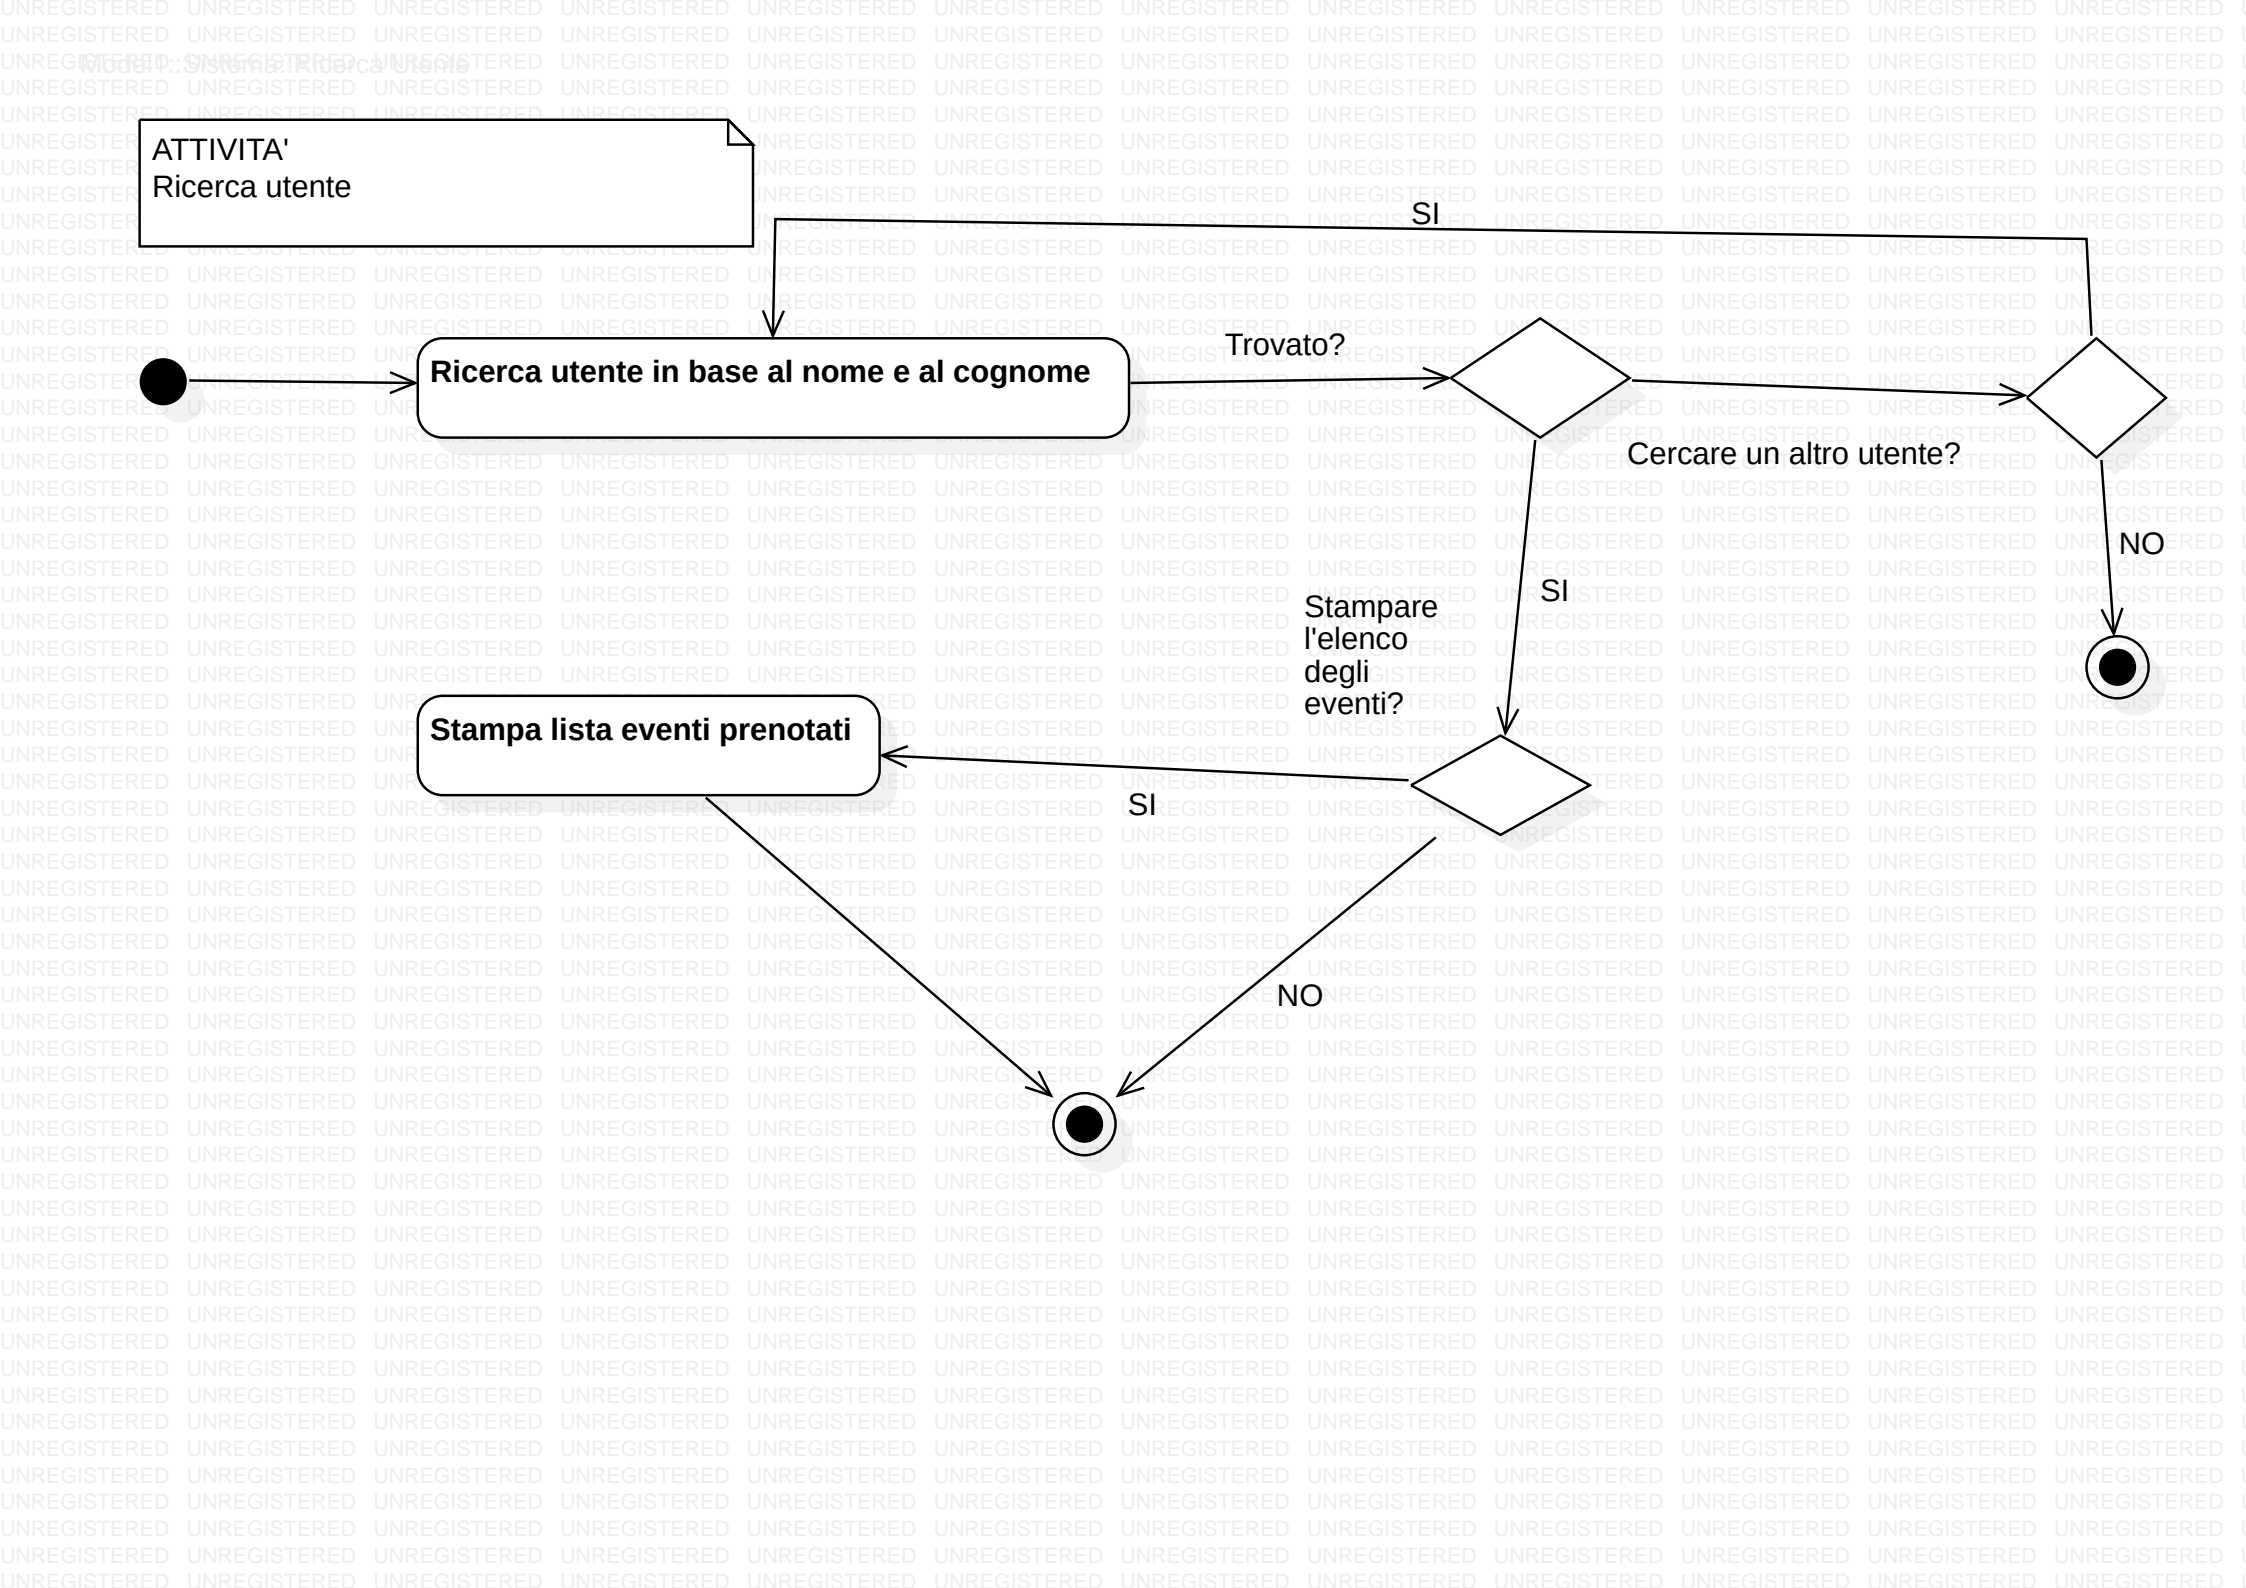 Model1::Sistema::Ricerca Utente
ATTIVITA'
Ricerca utente
SI
Trovato?
Ricerca utente in base al nome e al cognome
Cercare un altro utente?
NO
SI
Stampare
l'elenco
degli
eventi?
Stampa lista eventi prenotati
SI
NO
UNREGISTERED